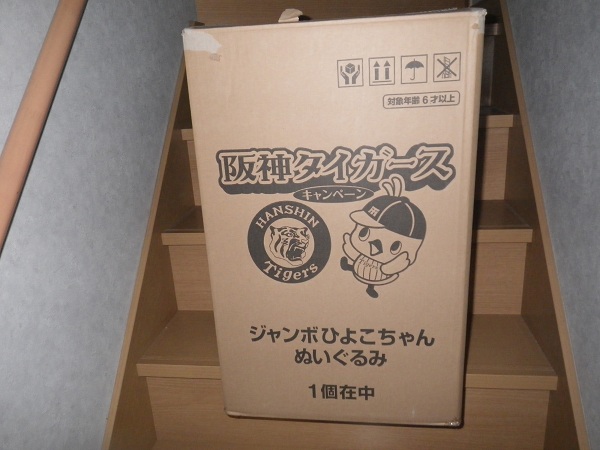 対象年齢6才以上
阪神タイガース
キャンペーン
HANSHIN
Tigers
ジャンボひよこちゃん
ぬいぐるみ
1個在中